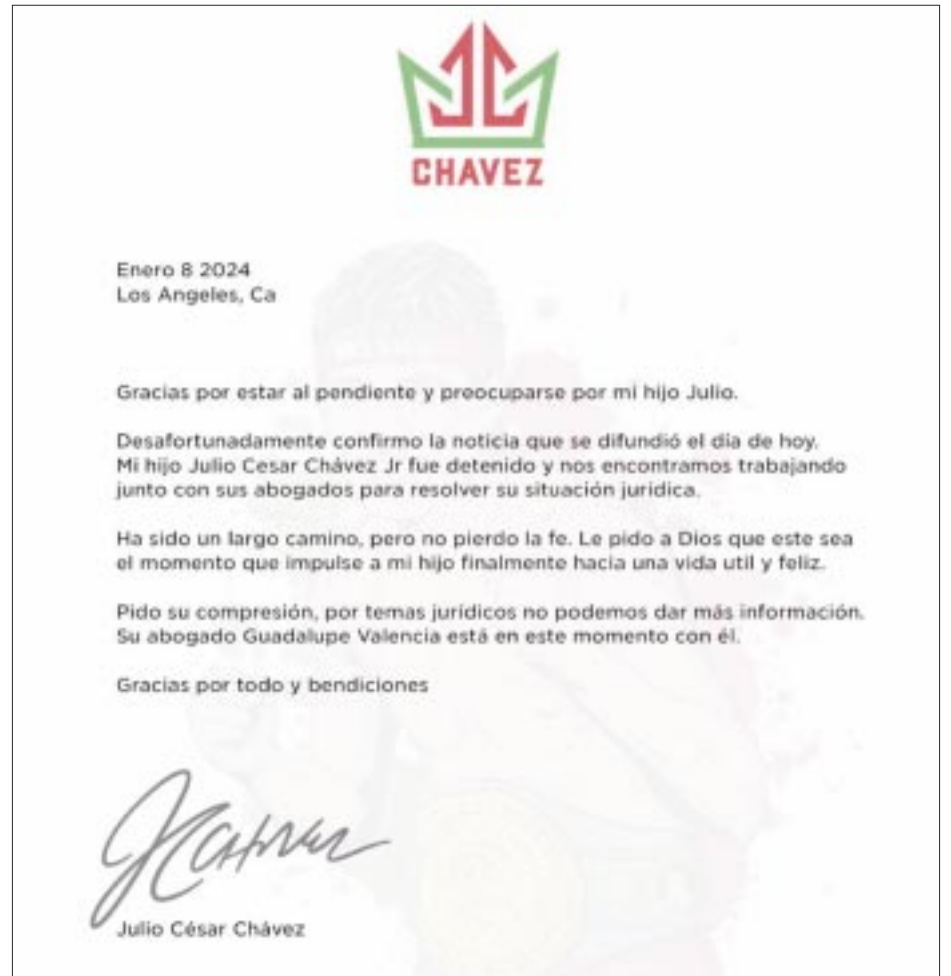 CHAVEZ
Enero 8 2024
Los Angeles, Ca
Gracias por estar al pendiente y preocuparse por mi hijo Julio.
Desafortunadamente confirmo la noticia que se difundió el día de hoy.
Mi hijo Julio Cesar Chávez Jr fue detenido y nos encontramos trabajando
junto con sus abogados para resolver su situación jurídica.
Ha sido un largo camino, pero no pierdo la fe. Le pido a Dios que este sea
el momento que impulse a mi hijo finalmente hacia una vida util y feliz.
Pido su compresión, por temas jurídicos no podemos dar más información.
Su abogado Guadalupe Valencia está en este momento con él.
Gracias por todo y bendiciones
JCHAVEZ
Julio César Chávez